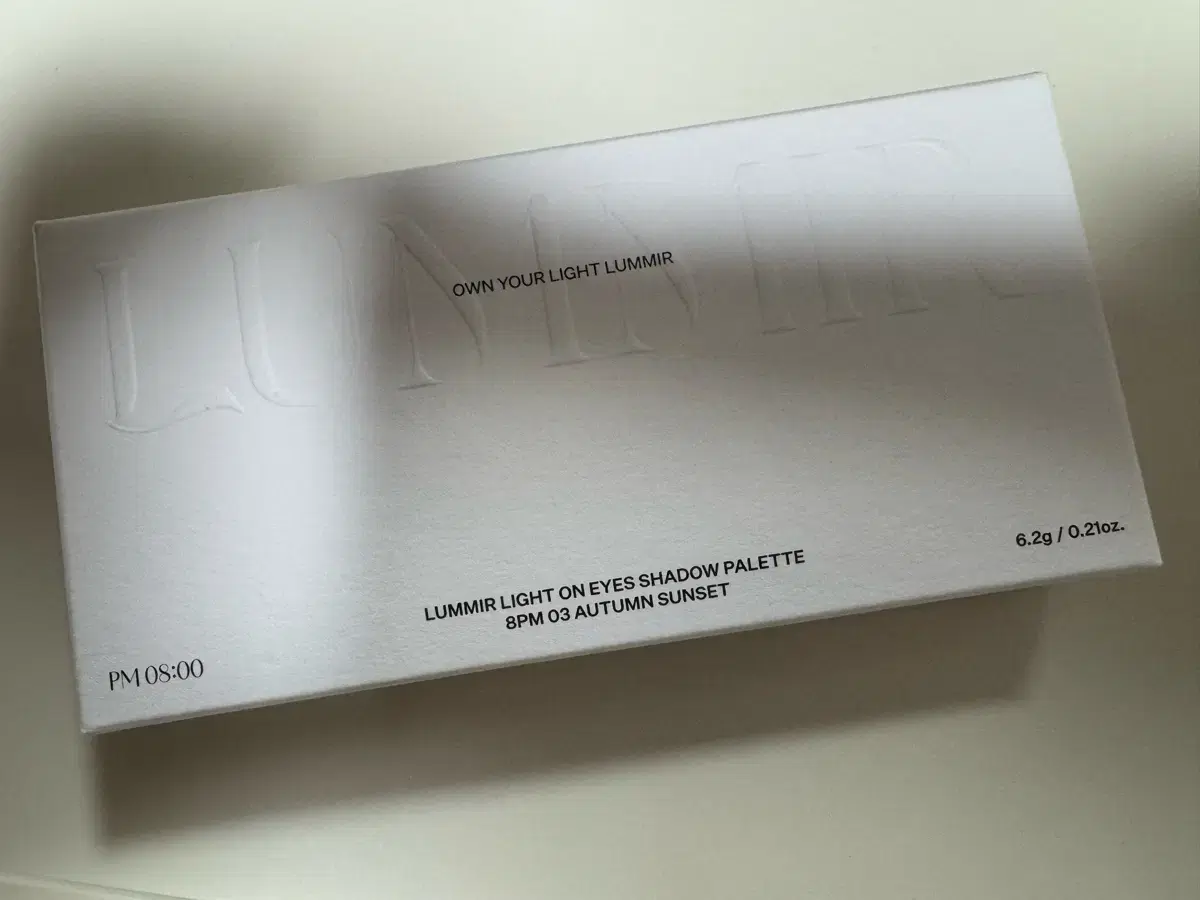 LUMMIR
OWN YOUR LIGHT LUMMIR
6.2g / 0.21oz.
LUMMIR LIGHT ON EYES SHADOW PALETTE
8PM 03 AUTUMN SUNSET
PM 08:00